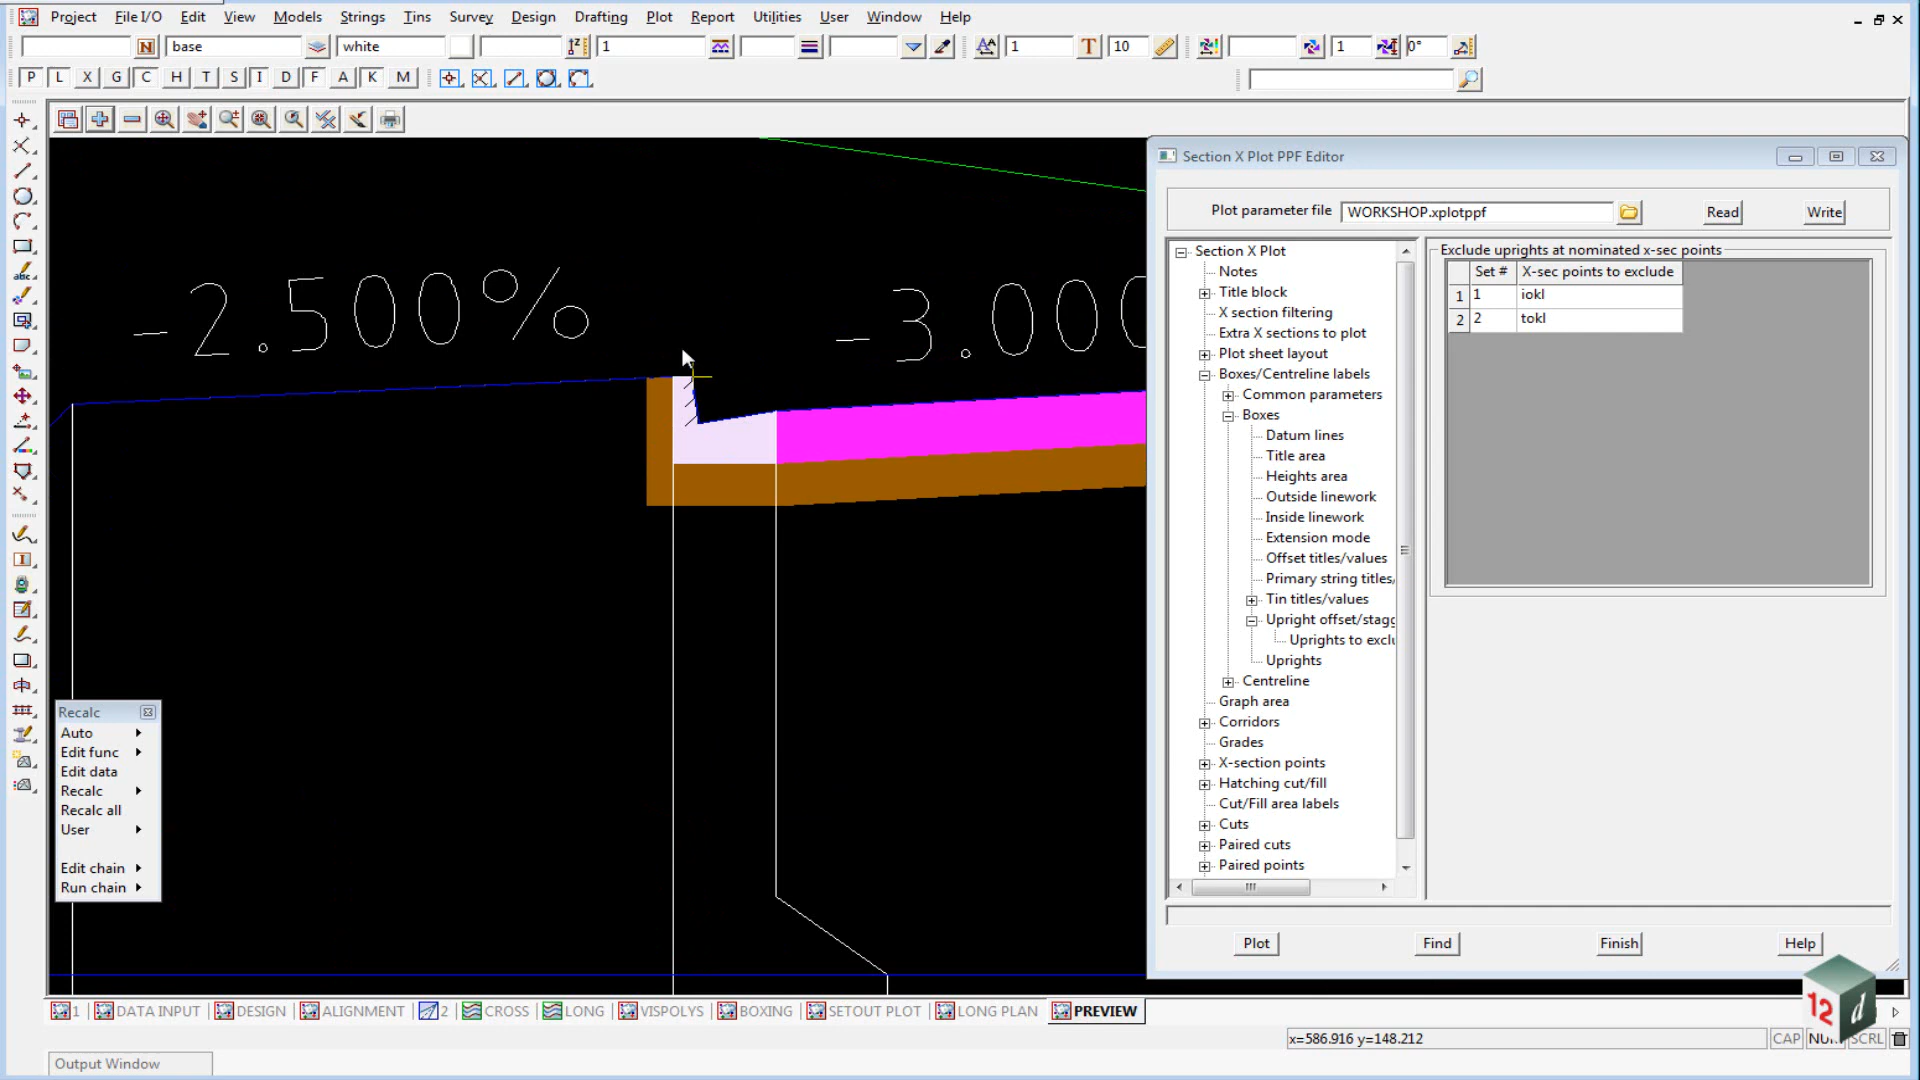 Project File I/O Edit View Models Strings Tins Survey Design Drafting Plot Report Utilities User Window Help
N base white 1 1 T 10 1 0°
P L X G C H T S I D F A K M
Section X Plot PPF Editor
Plot parameter file WORKSHOP.xplotppf Read Write
Section X Plot
Notes
Title block
X section filtering
Extra X sections to plot
Plot sheet layout
Boxes/Centreline labels
Common parameters
Boxes
Datum lines
Title area
Heights area
Outside linework
Inside linework
Extension mode
Offset titles/values
Primary string titles/
Tin titles/values
Upright offset/stagg
Uprights to exclu
Uprights
Centreline
Graph area
Corridors
Grades
X-section points
Hatching cut/fill
Cut/Fill area labels
Cuts
Paired cuts
Paired points
Exclude uprights at nominated x-sec points
Set # X-sec points to exclude
1 1 iokl
2 2 tokl
Plot Find Finish Help
-2.500% -3.000
Recalc
Auto
Edit func
Edit data
Recalc
Recalc all
User
Edit chain
Run chain
1 DATA INPUT DESIGN ALIGNMENT 2 CROSS LONG VISPOLYS BOXING SETOUT PLOT LONG PLAN PREVIEW
12d
x=586.916 y=148.212 CAP NUM SCRL
Output Window